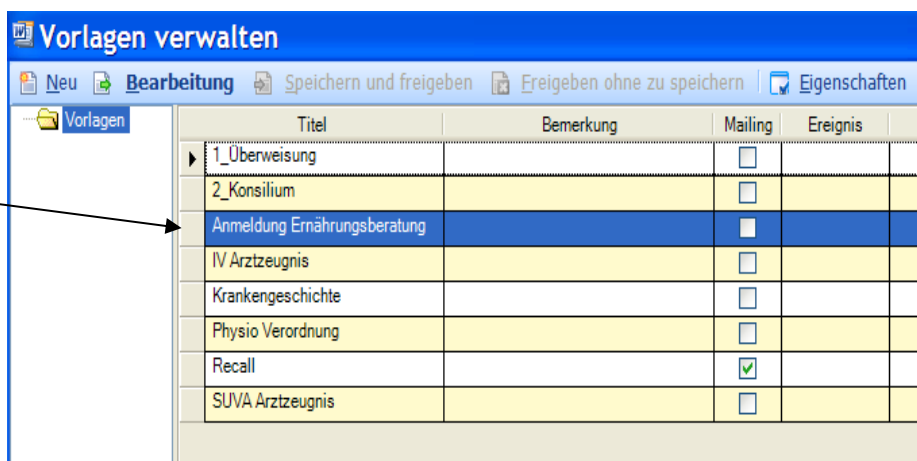 Vorlagen verwalten
Neu Bearbeitung Speichern und freigeben Freigeben ohne zu speichern Eigenschaften
Vorlagen
Titel Bemerkung Mailing Ereignis
1_Überweisung
2_Konsilium
Anmeldung Ernährungsberatung
IV Arztzeugnis
Krankengeschichte
Physio Verordnung
Recall
SUVA Arztzeugnis